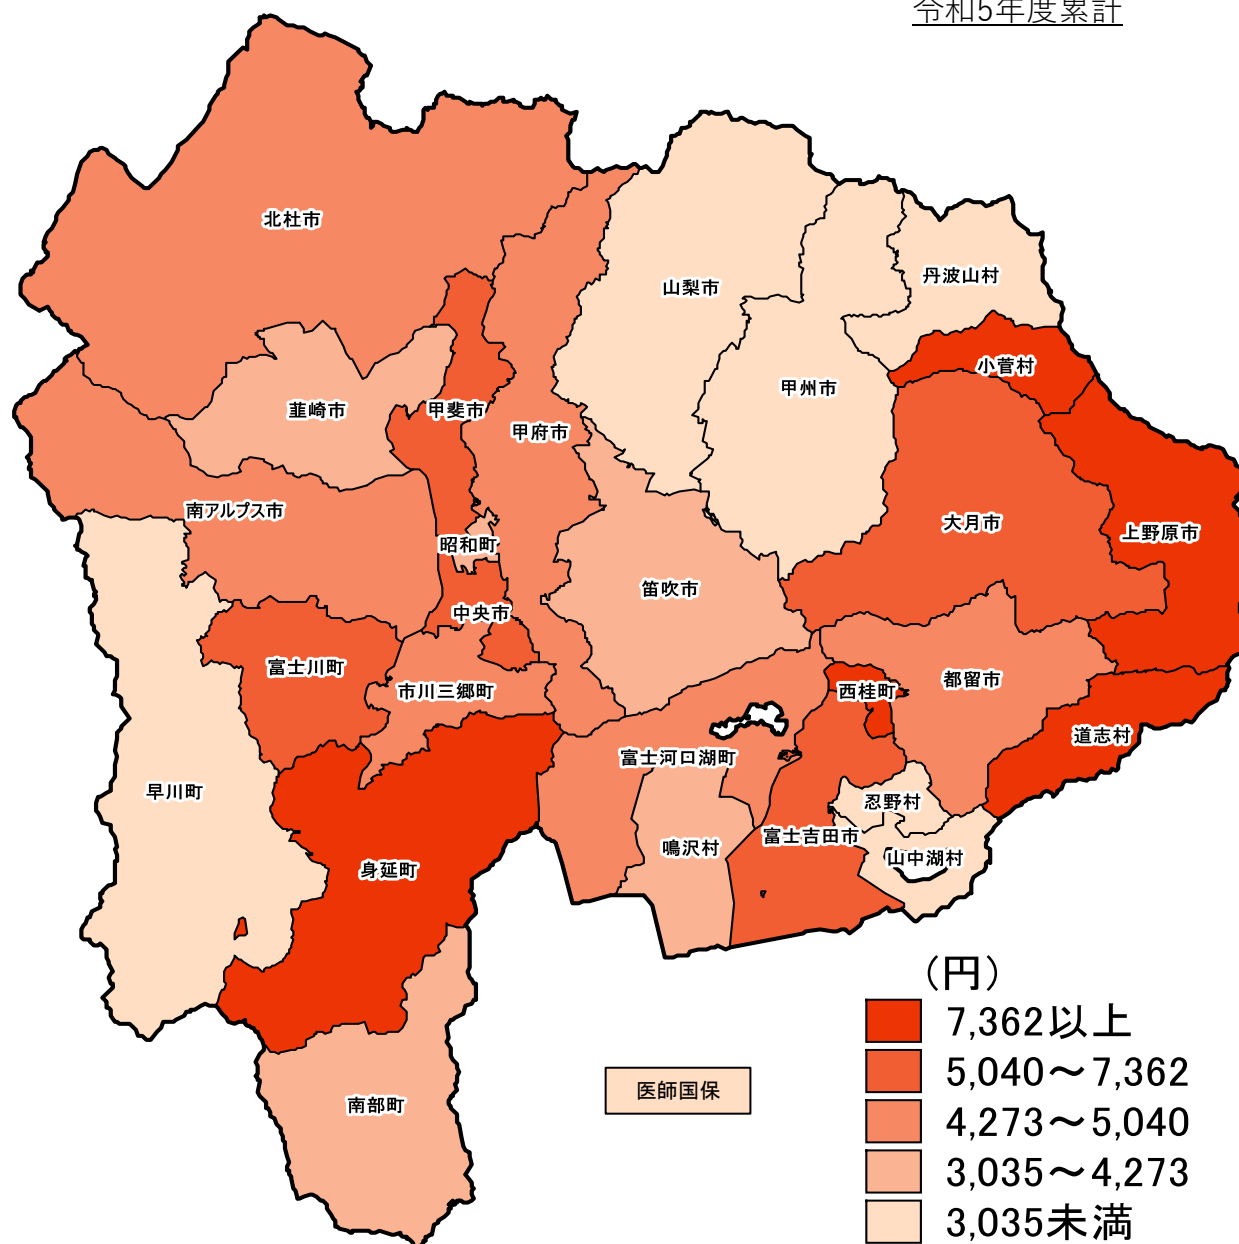 令和5年度累計
北杜市
山梨市
丹波山村
小菅村
甲州市
韮崎市
甲斐市
甲府市
南アルプス市
大月市
上野原市
昭和町
笛吹市
中央市
富士川町
市川三郷町
西桂町
都留市
道志村
富士河口湖町
早川町
忍野村
富士吉田市
鳴沢村
山中湖村
身延町
南部町
医師国保
(円)
7,362以上
5,040～7,362
4,273～5,040
3,035～4,273
3,035未満